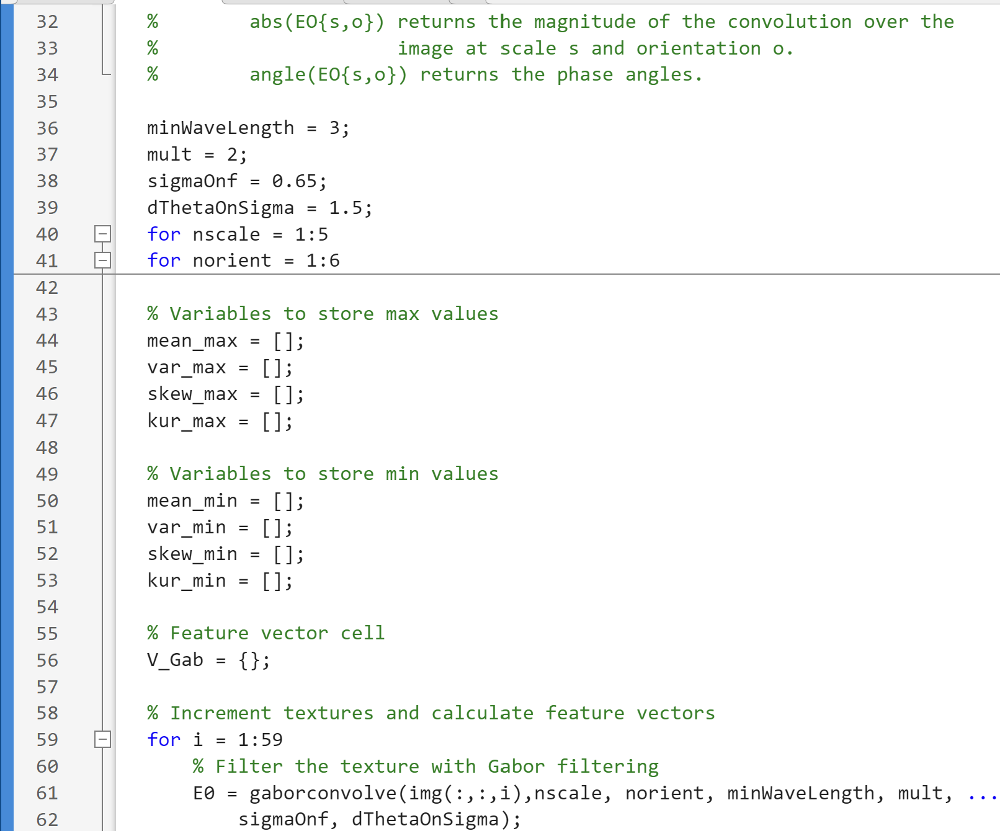 32 %        abs(EO{s,o}) returns the magnitude of the convolution over the
33 %                     image at scale s and orientation o.
34 %        angle(EO{s,o}) returns the phase angles.
35
36 minWaveLength = 3;
37 mult = 2;
38 sigmaOnf = 0.65;
39 dThetaOnSigma = 1.5;
40 for nscale = 1:5
41 for norient = 1:6
42
43 % Variables to store max values
44 mean_max = [];
45 var_max = [];
46 skew_max = [];
47 kur_max = [];
48
49 % Variables to store min values
50 mean_min = [];
51 var_min = [];
52 skew_min = [];
53 kur_min = [];
54
55 % Feature vector cell
56 V_Gab = {};
57
58 % Increment textures and calculate feature vectors
59 for i = 1:59
60     % Filter the texture with Gabor filtering
61     E0 = gaborconvolve(img(:,:,i),nscale, norient, minWaveLength, mult, ...
62         sigmaOnf, dThetaOnSigma);